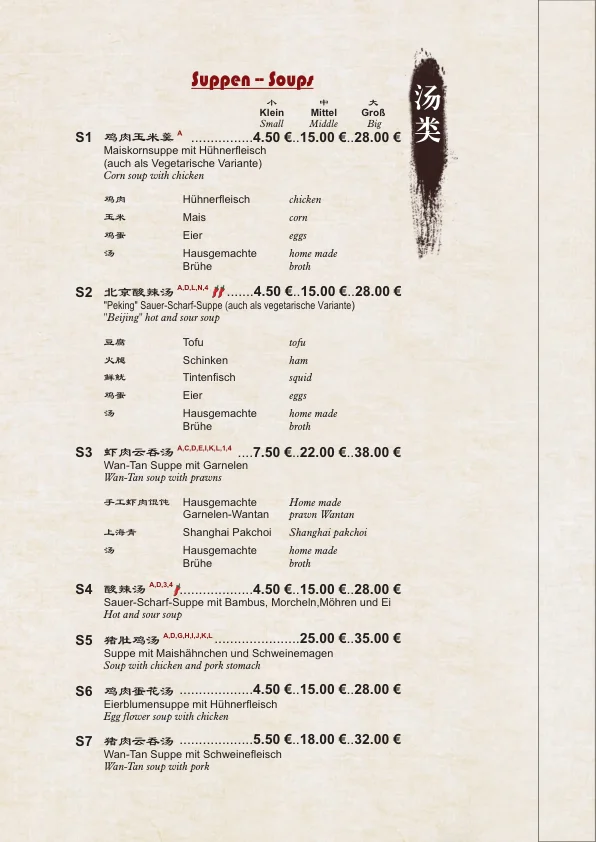 Suppen -- Soups
汤类
小 中 大
Klein Mittel Groß
Small Middle Big
S1 鸡肉玉米羹 A ................4.50 €..15.00 €..28.00 €
Maiskornsuppe mit Hühnerfleisch
(auch als Vegetarische Variante)
Corn soup with chicken
鸡肉 Hühnerfleisch chicken
玉米 Mais corn
鸡蛋 Eier eggs
汤 Hausgemachte home made
Brühe broth
S2 北京酸辣汤 A,D,L,N,4 .......4.50 €..15.00 €..28.00 €
"Peking" Sauer-Scharf-Suppe (auch als vegetarische Variante)
"Beijing" hot and sour soup
豆腐 Tofu tofu
火腿 Schinken ham
鲜鱿 Tintenfisch squid
鸡蛋 Eier eggs
汤 Hausgemachte home made
Brühe broth
S3 虾肉云吞汤 A,C,D,E,I,K,L,1,4 ....7.50 €..22.00 €..38.00 €
Wan-Tan Suppe mit Garnelen
Wan-Tan soup with prawns
手工虾肉馄饨 Hausgemachte Home made
Garnelen-Wantan prawn Wantan
上海青 Shanghai Pakchoi Shanghai pakchoi
汤 Hausgemachte home made
Brühe broth
S4 酸辣汤 A,D,3,4 ...................4.50 €..15.00 €..28.00 €
Sauer-Scharf-Suppe mit Bambus, Morcheln,Möhren und Ei
Hot and sour soup
S5 猪肚鸡汤 A,D,G,H,I,J,K,L ......................25.00 €..35.00 €
Suppe mit Maishähnchen und Schweinemagen
Soup with chicken and pork stomach
S6 鸡肉蛋花汤 ...................4.50 €..15.00 €..28.00 €
Eierblumensuppe mit Hühnerfleisch
Egg flower soup with chicken
S7 猪肉云吞汤 ...................5.50 €..18.00 €..32.00 €
Wan-Tan Suppe mit Schweinefleisch
Wan-Tan soup with pork